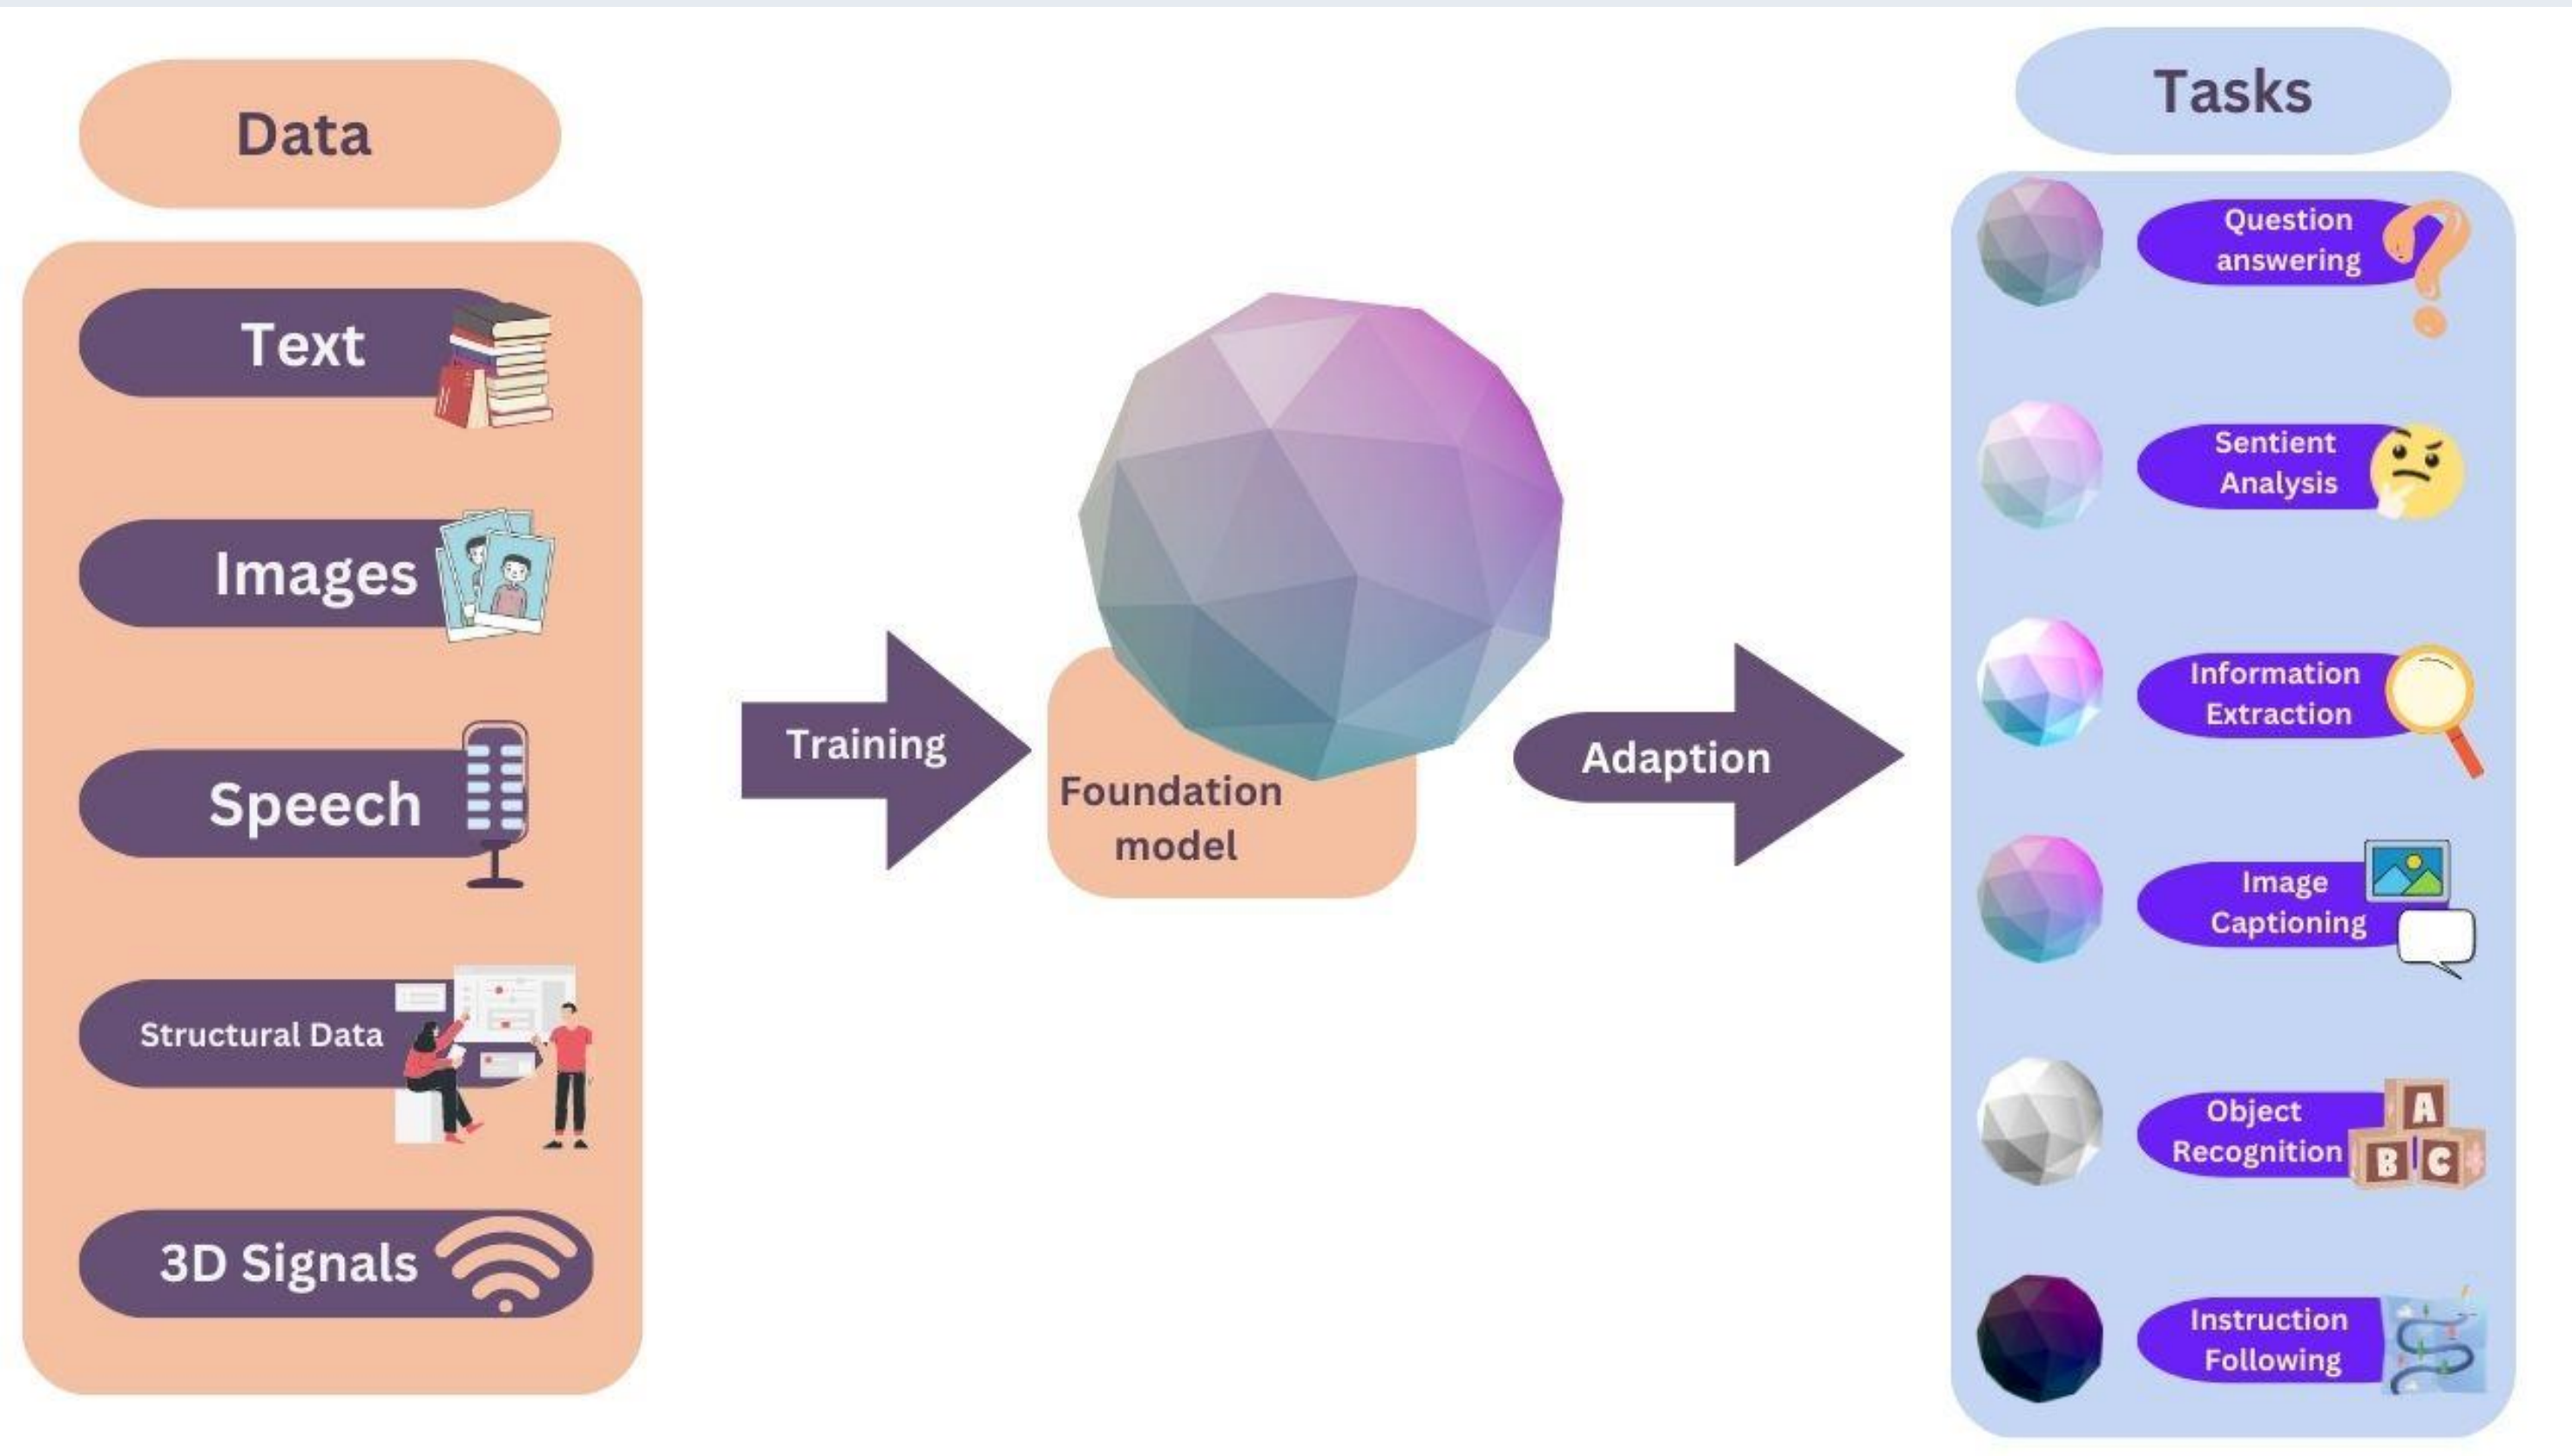 Data
Text
Images
Speech
Structural Data
3D Signals
Training
Foundation
model
Adaption
Tasks
Question
answering
Sentient
Analysis
Information
Extraction
Image
Captioning
Object
Recognition
A
B C
Instruction
Following